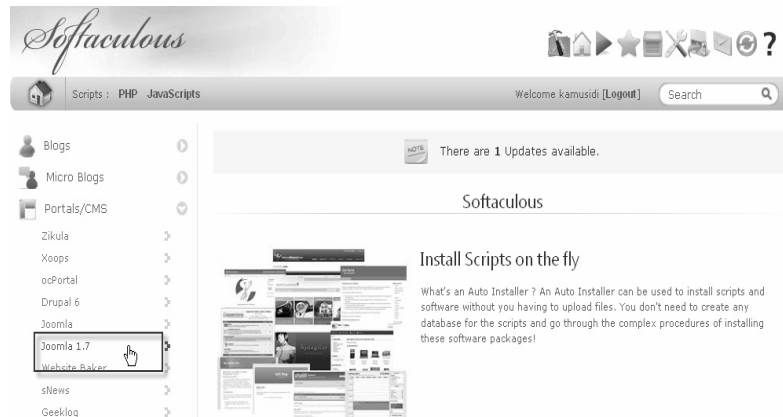 Softaculous
?
Scripts : PHP JavaScripts
Welcome kamusidi [Logout]
Search
Blogs
Micro Blogs
Portals/CMS
Zikula
Xoops
ocPortal
Drupal 6
Joomla
Joomla 1.7
Website Baker
sNews
Geeklog
NOTE
There are 1 Updates available.
Softaculous
Install Scripts on the fly
What's an Auto Installer ? An Auto Installer can be used to install scripts and
software without you having to upload files. You don't need to create any
database for the scripts and go through the complex procedures of installing
these software packages!